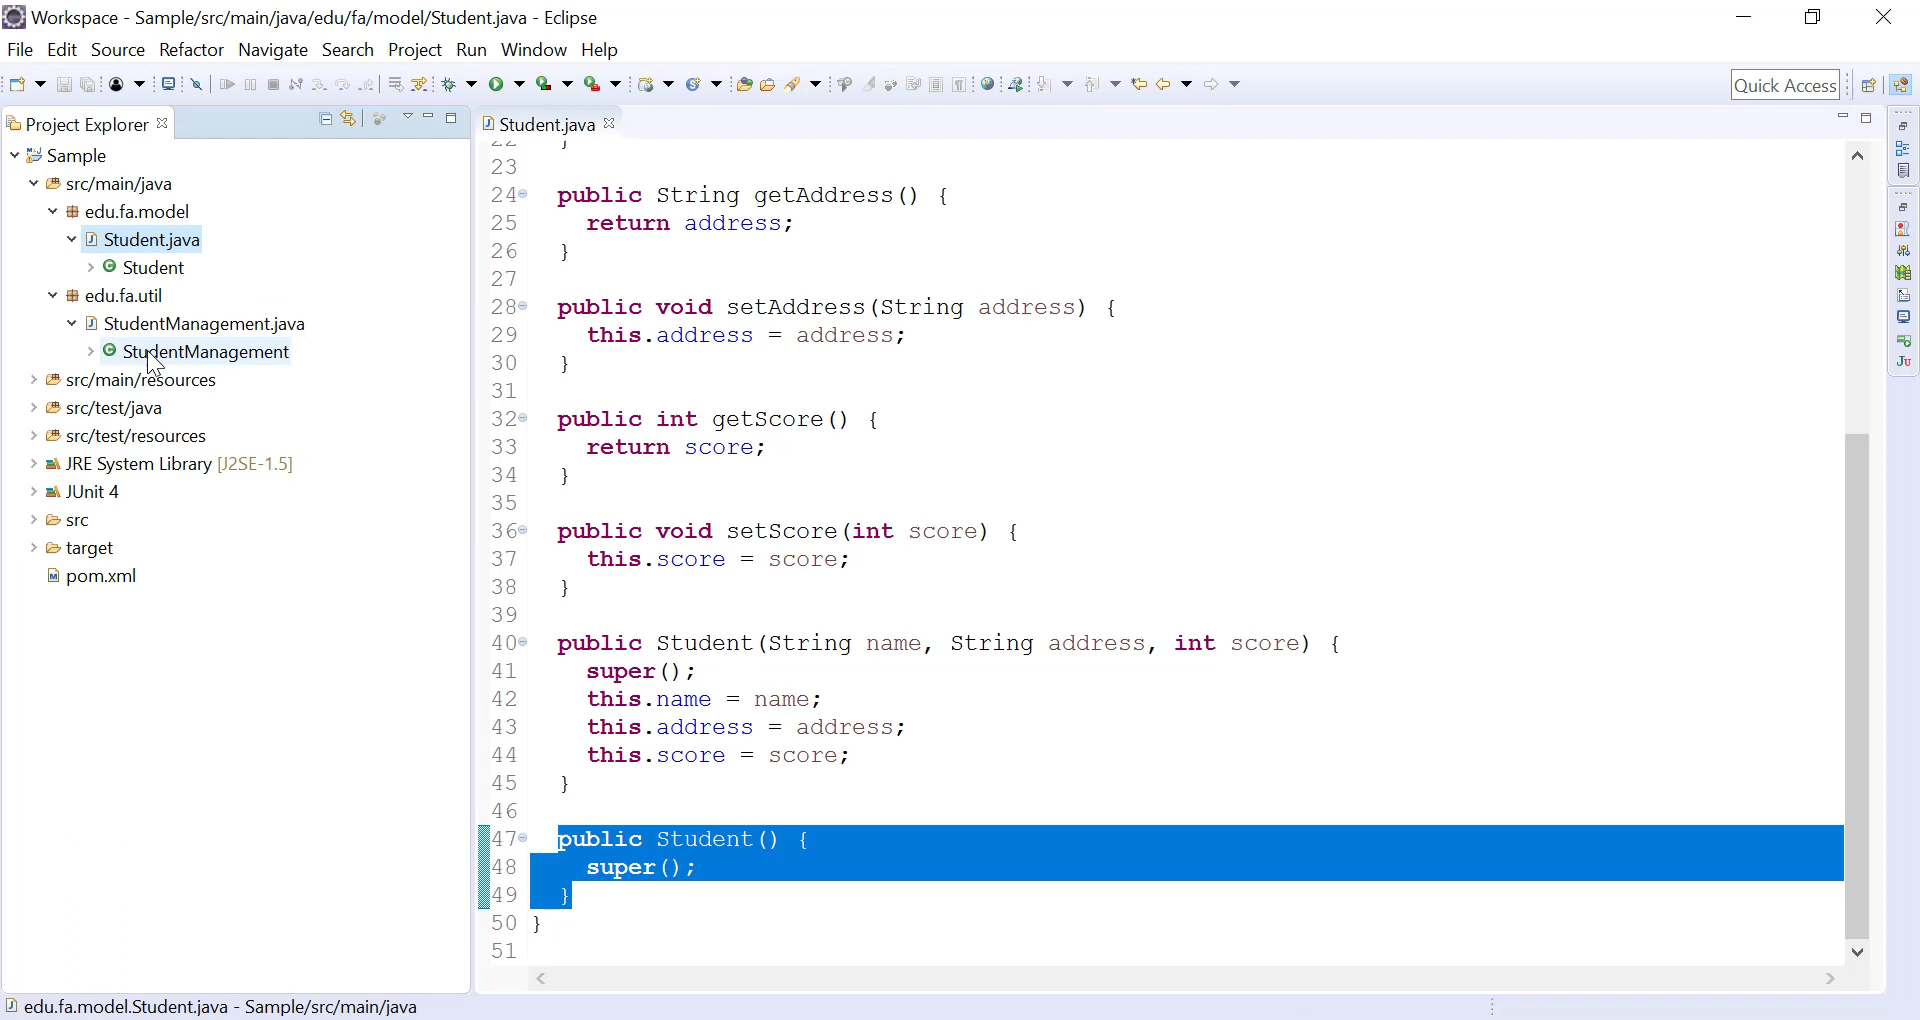 Workspace - Sample/src/main/java/edu/fa/model/Student.java - Eclipse
File Edit Source Refactor Navigate Search Project Run Window Help
Quick Access
Project Explorer
Sample
src/main/java
edu.fa.model
Student.java
Student
edu.fa.util
StudentManagement.java
StudentManagement
src/main/resources
src/test/java
src/test/resources
JRE System Library [J2SE-1.5]
JUnit 4
src
target
pom.xml
Student.java
22 }
23
24 public String getAddress() {
25 return address;
26 }
27
28 public void setAddress(String address) {
29 this.address = address;
30 }
31
32 public int getScore() {
33 return score;
34 }
35
36 public void setScore(int score) {
37 this.score = score;
38 }
39
40 public Student(String name, String address, int score) {
41 super();
42 this.name = name;
43 this.address = address;
44 this.score = score;
45 }
46
47 public Student() {
48 super();
49 }
50 }
51
Ju
edu.fa.model.Student.java - Sample/src/main/java